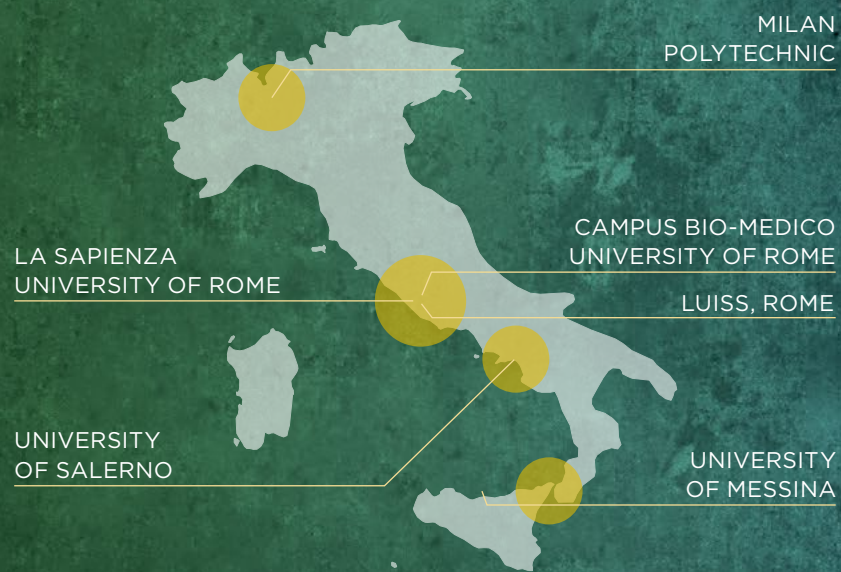 MILAN
POLYTECHNIC
CAMPUS BIO-MEDICO
UNIVERSITY OF ROME
LA SAPIENZA
UNIVERSITY OF ROME
LUISS, ROME
UNIVERSITY
OF SALERNO
UNIVERSITY
OF MESSINA